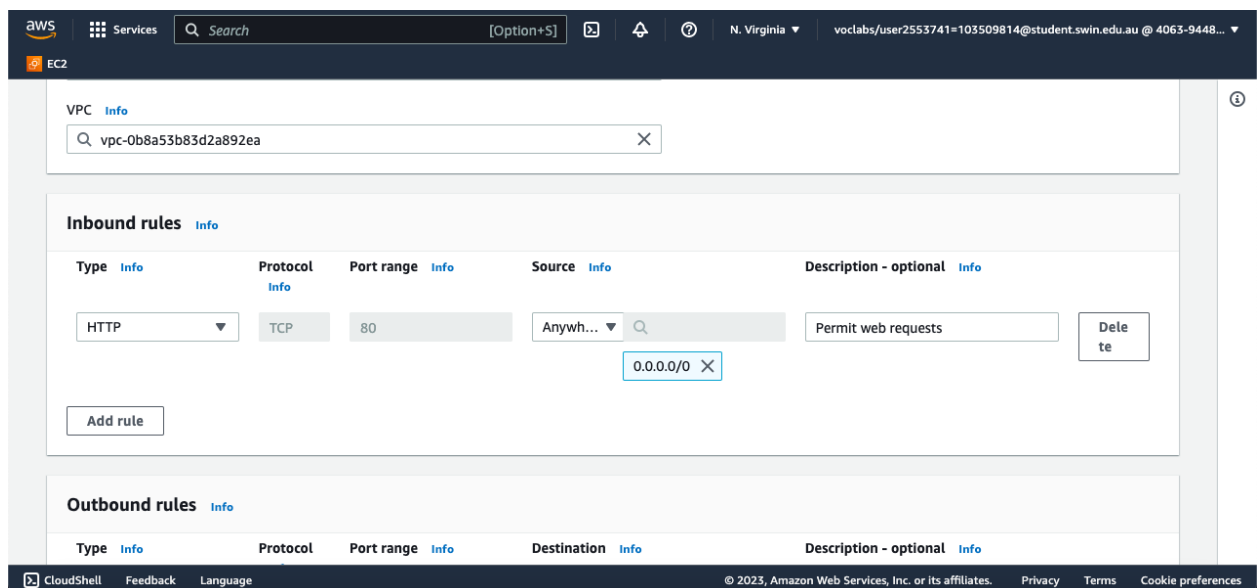 aws
Services
Search
[Option+S]
N. Virginia
voclabs/user2553741=103509814@student.swin.edu.au @ 4063-9448...
EC2
VPC Info
vpc-0b8a53b83d2a892ea
Inbound rules Info
Type Info Protocol Port range Info Source Info Description - optional Info
Info
HTTP TCP 80 Anywh... Permit web requests Dele
te
0.0.0.0/0
Add rule
Outbound rules Info
Type Info Protocol Port range Info Destination Info Description - optional Info
CloudShell Feedback Language © 2023, Amazon Web Services, Inc. or its affiliates. Privacy Terms Cookie preferences